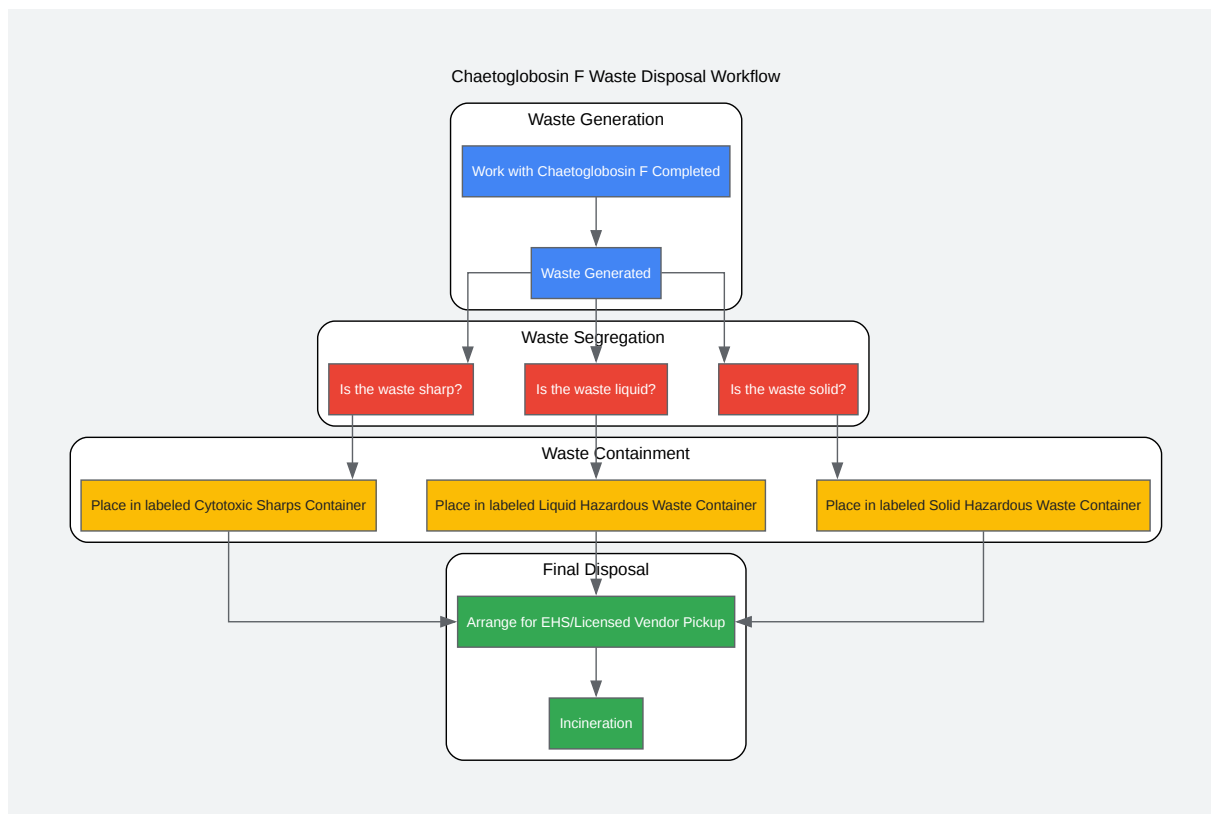 Chaetoglobosin F Waste Disposal Workflow
Waste Generation
Work with Chaetoglobosin F Completed
Waste Generated
Waste Segregation
Is the waste sharp?
Is the waste liquid?
Is the waste solid?
Waste Containment
Place in labeled Cytotoxic Sharps Container
Place in labeled Liquid Hazardous Waste Container
Place in labeled Solid Hazardous Waste Container
Final Disposal
Arrange for EHS/Licensed Vendor Pickup
Incineration